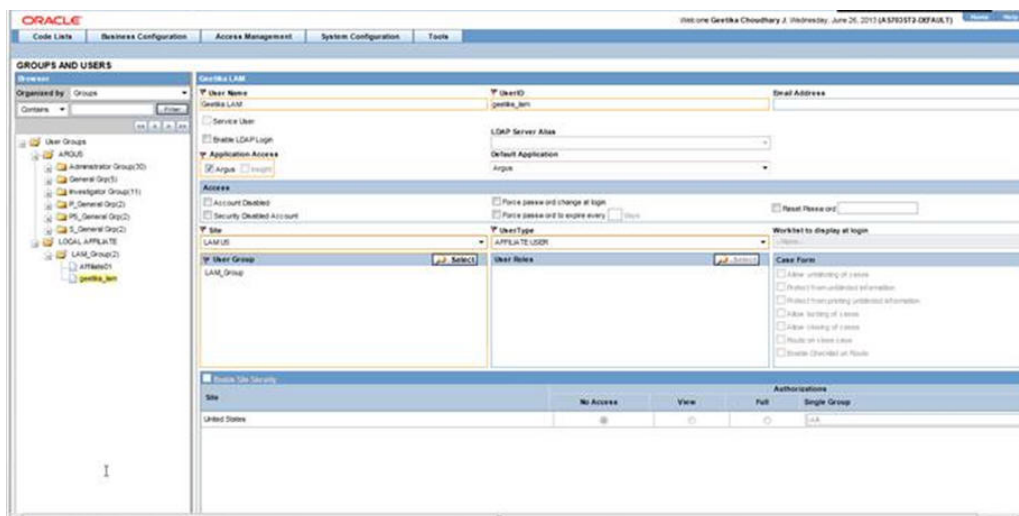 ORACLE
Welcome Geetika Choudhary J, Wednesday, June 26, 2013 (AS703ST2-DEFAULT) Home Help
Code Lists Business Configuration Access Management System Configuration Tools
GROUPS AND USERS
Browser
Organized by Groups
Contains Filter
User Groups
ARGUS
Administrator Group(30)
General Grp(5)
Investigator Group(11)
P_General Grp(2)
PS_General Grp(2)
S_General Grp(2)
LOCAL AFFILIATE
LAM_Group(2)
Affiliate01
geetika_lam
Geetika LAM
User Name UserID Email Address
Geetika LAM geetika_lam
Service User
Enable LDAP Login LDAP Server Alias
Application Access Default Application
Argus Insight Argus
Access
Account Disabled Force password change at login
Security Disabled Account Force password to expire every days
Reset Password
Site UserType Worklist to display at login
LAM US AFFILIATE USER --None--
User Group Select User Roles Select Case Form
LAM_Group
Allow unblinding of cases
Protect from unblinded information
Protect from printing unblinded information
Allow locking of cases
Allow closing of cases
Route on close case
Enable Checklist on Route
Enable Site Security
Authorizations
Site No Access View Full Single Group
United States